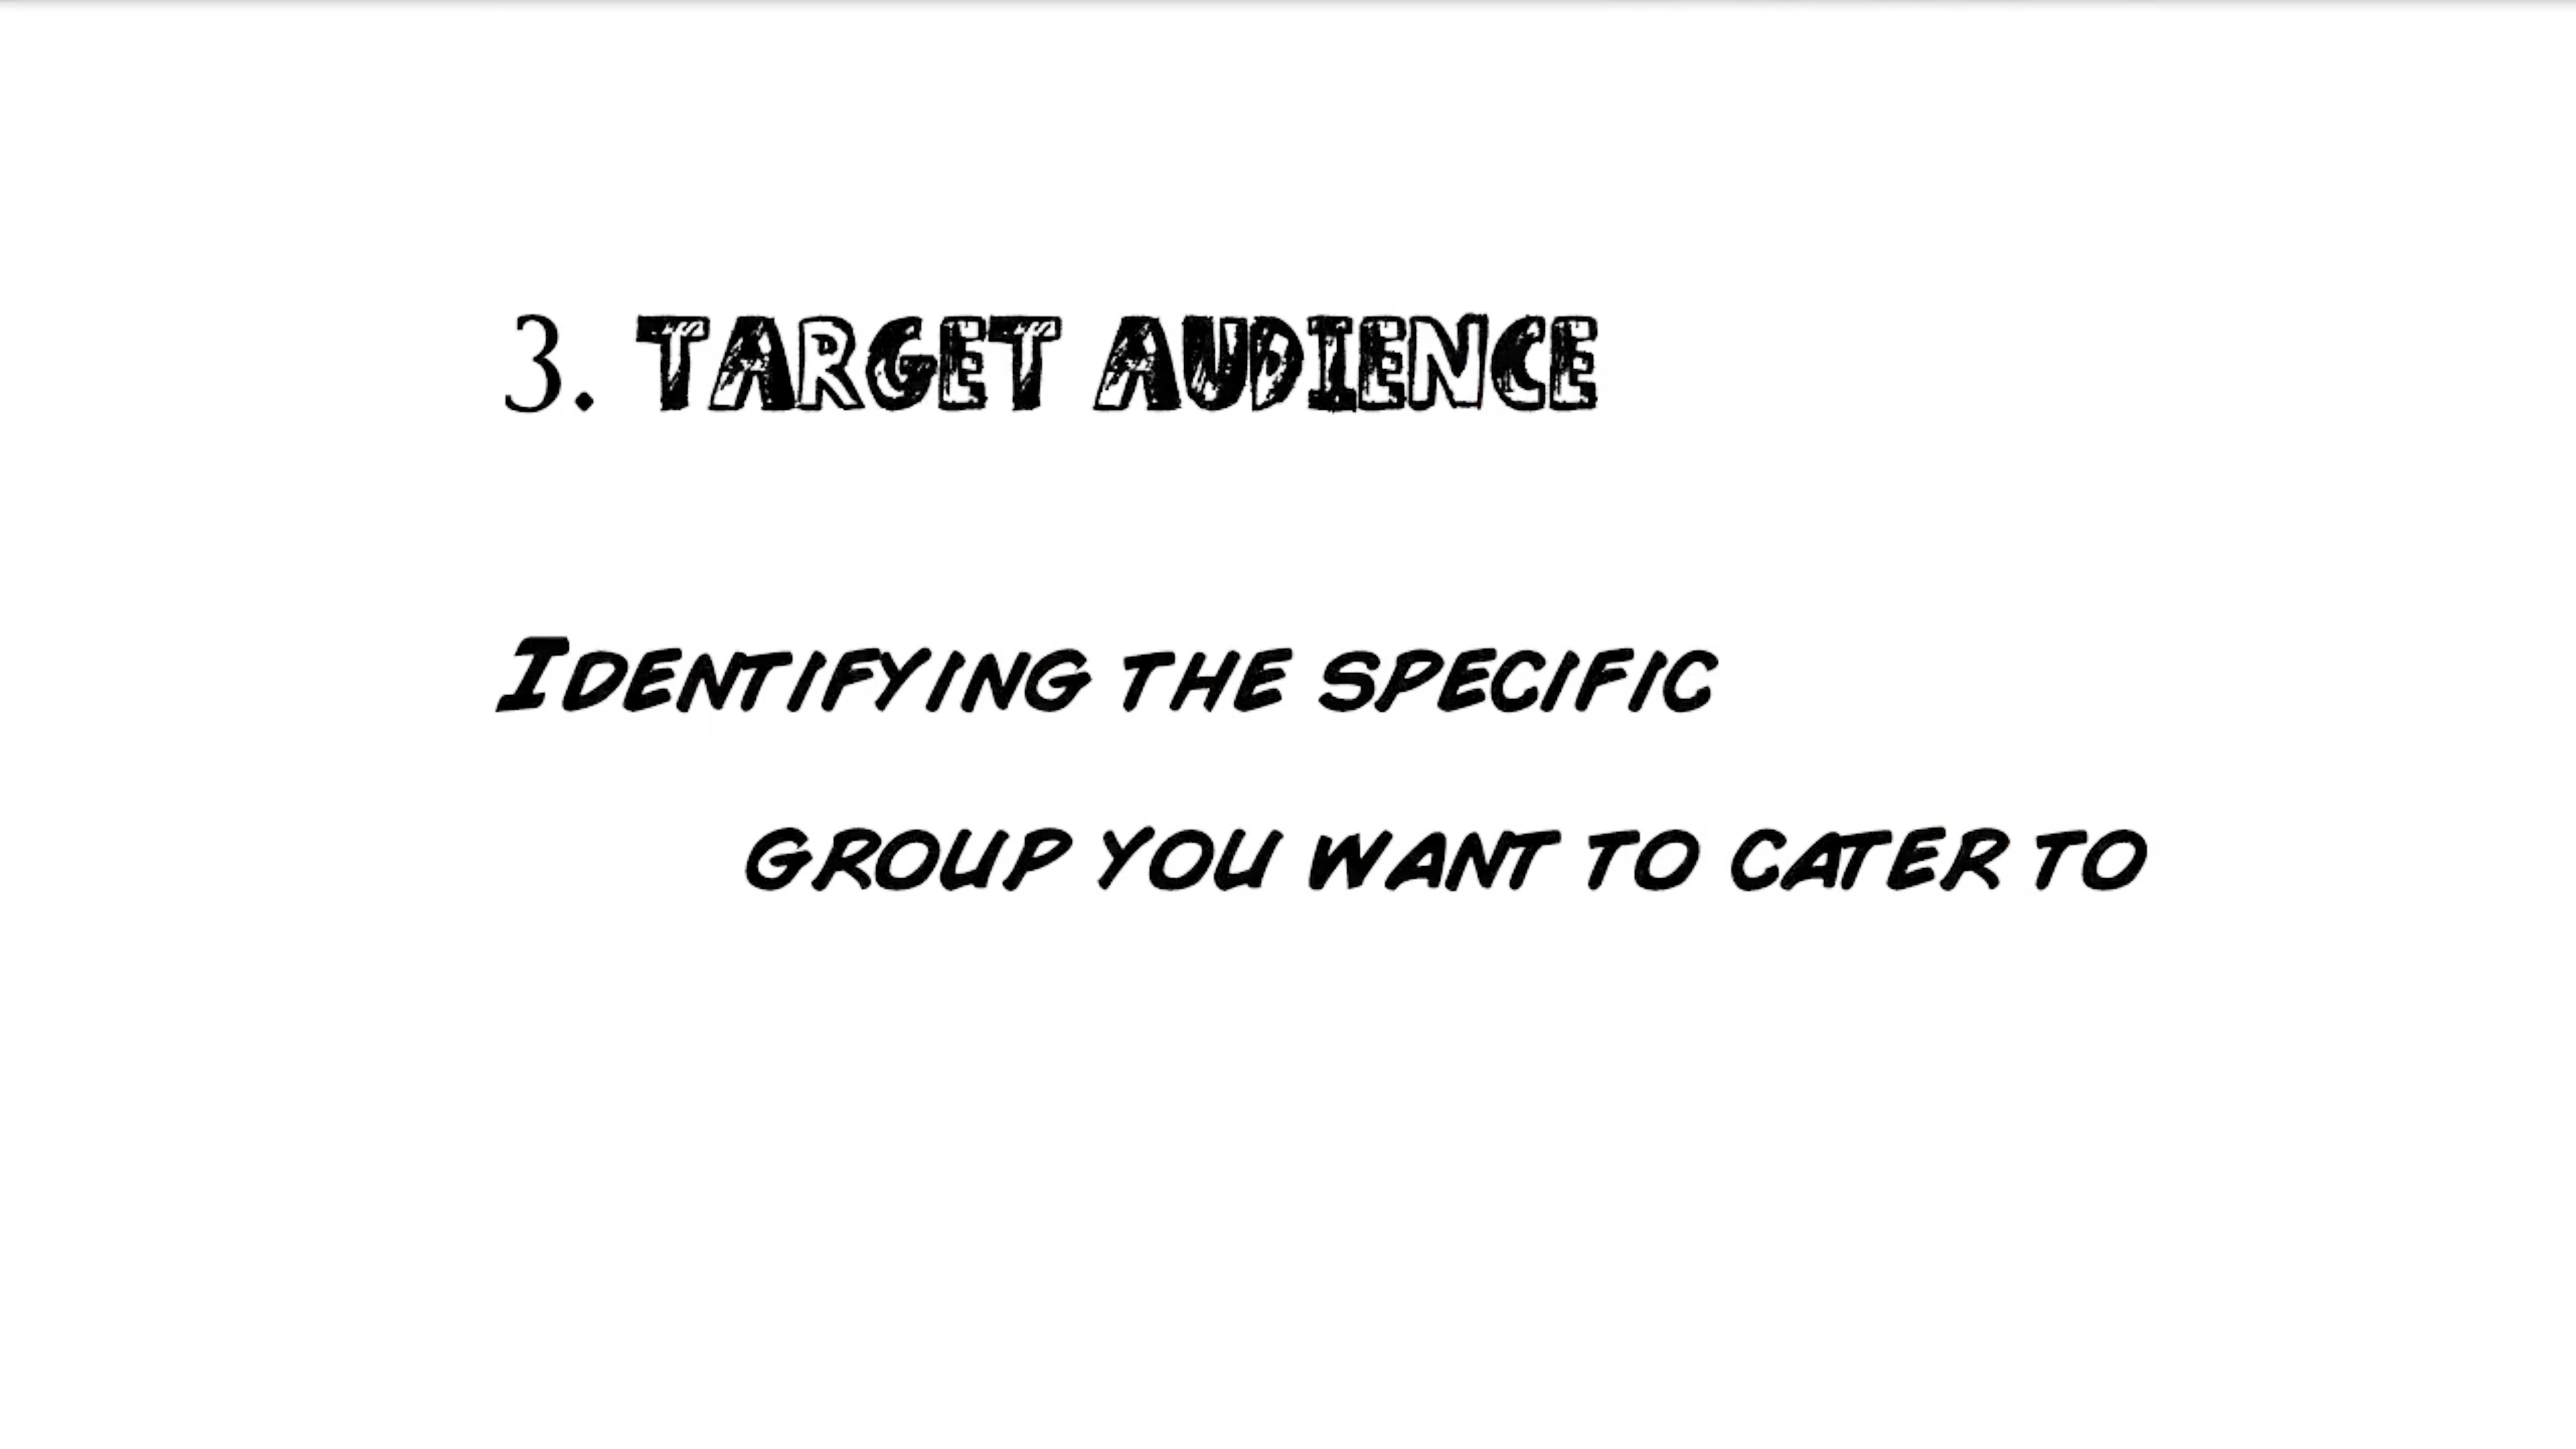 3. TARGET AUDIENCE
IDENTIFYING THE SPECIFIC
GROUP YOU WANT TO CATER TO